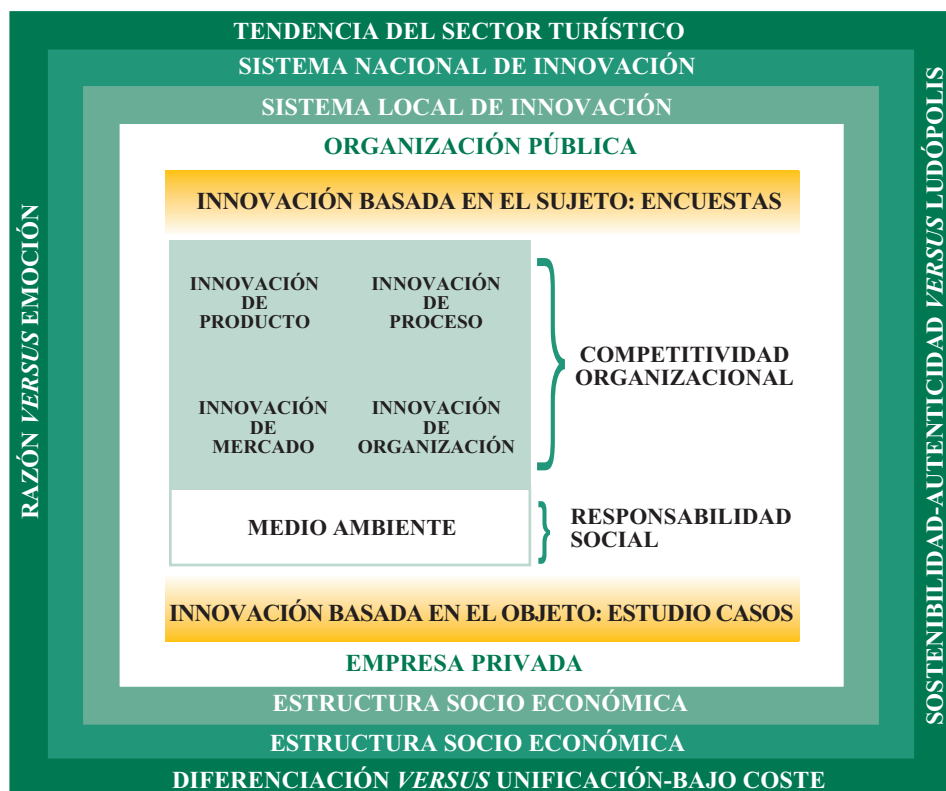 TENDENCIA DEL SECTOR TURÍSTICO
SISTEMA NACIONAL DE INNOVACIÓN
SISTEMA LOCAL DE INNOVACIÓN
ORGANIZACIÓN PÚBLICA
RAZÓN VERSUS EMOCIÓN
SOSTENIBILIDAD-AUTENTICIDAD VERSUS LUDÓPOLIS
INNOVACIÓN BASADA EN EL SUJETO: ENCUESTAS
INNOVACIÓN
DE
PRODUCTO
INNOVACIÓN
DE
PROCESO
INNOVACIÓN
DE
MERCADO
INNOVACIÓN
DE
ORGANIZACIÓN
COMPETITIVIDAD
ORGANIZACIONAL
MEDIO AMBIENTE
RESPONSABILIDAD
SOCIAL
INNOVACIÓN BASADA EN EL OBJETO: ESTUDIO CASOS
EMPRESA PRIVADA
ESTRUCTURA SOCIO ECONÓMICA
ESTRUCTURA SOCIO ECONÓMICA
DIFERENCIACIÓN VERSUS UNIFICACIÓN-BAJO COSTE